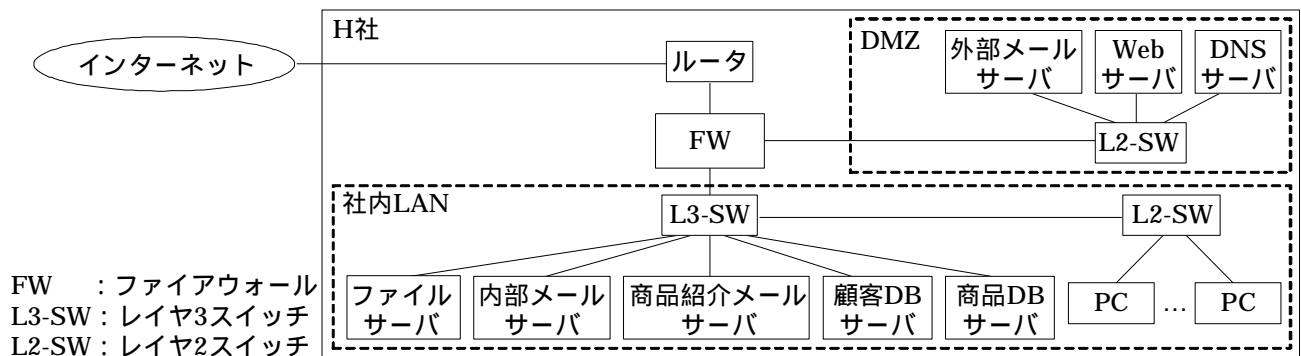 H社
DMZ
インターネット
ルータ
外部メール
サーバ
Web
サーバ
DNS
サーバ
FW
L2-SW
社内LAN
L3-SW
L2-SW
ファイル
サーバ
内部メール
サーバ
商品紹介メール
サーバ
顧客DB
サーバ
商品DB
サーバ
PC
…
PC
FW :ファイアウォール
L3-SW:レイヤ3スイッチ
L2-SW:レイヤ2スイッチ